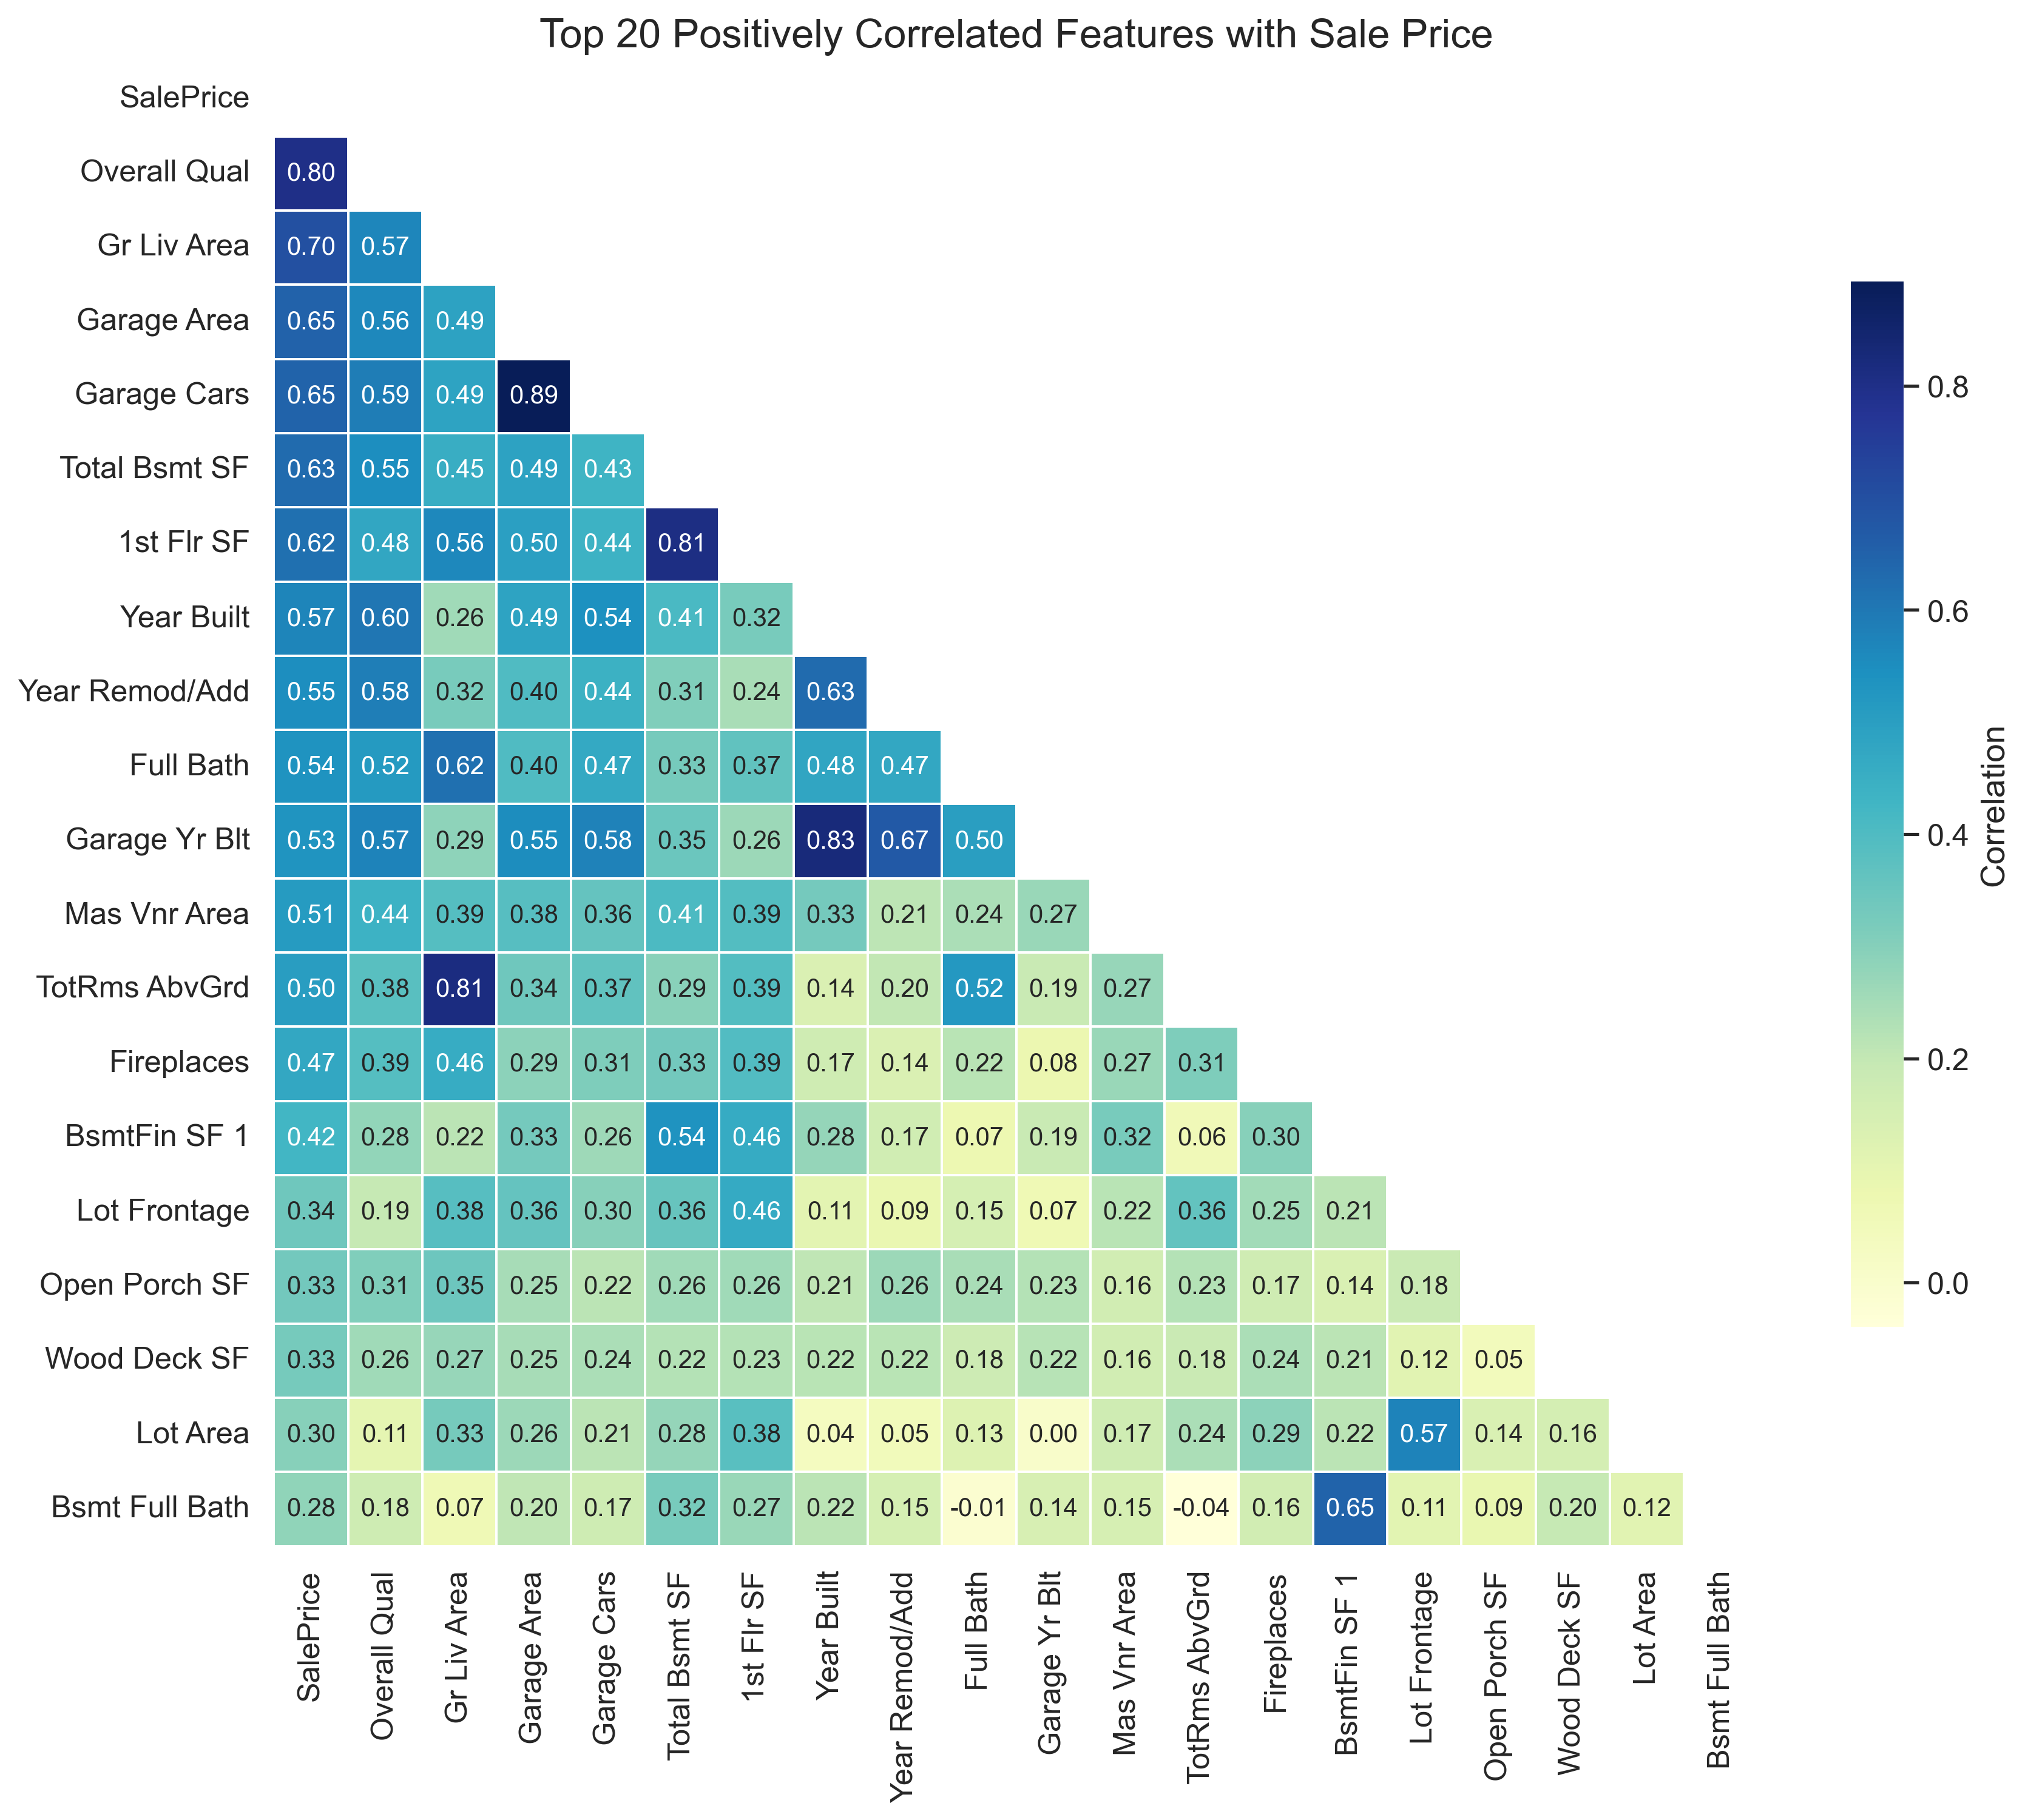 Top 20 Positively Correlated Features with Sale Price
SalePrice
Overall Qual 0.80
Gr Liv Area 0.70 0.57
Garage Area 0.65 0.56 0.49
Garage Cars 0.65 0.59 0.49 0.89
Total Bsmt SF 0.63 0.55 0.45 0.49 0.43
1st Flr SF 0.62 0.48 0.56 0.50 0.44 0.81
Year Built 0.57 0.60 0.26 0.49 0.54 0.41 0.32
Year Remod/Add 0.55 0.58 0.32 0.40 0.44 0.31 0.24 0.63
Full Bath 0.54 0.52 0.62 0.40 0.47 0.33 0.37 0.48 0.47
Garage Yr Blt 0.53 0.57 0.29 0.55 0.58 0.35 0.26 0.83 0.67 0.50
Mas Vnr Area 0.51 0.44 0.39 0.38 0.36 0.41 0.39 0.33 0.21 0.24 0.27
TotRms AbvGrd 0.50 0.38 0.81 0.34 0.37 0.29 0.39 0.14 0.20 0.52 0.19 0.27
Fireplaces 0.47 0.39 0.46 0.29 0.31 0.33 0.39 0.17 0.14 0.22 0.08 0.27 0.31
BsmtFin SF 1 0.42 0.28 0.22 0.33 0.26 0.54 0.46 0.28 0.17 0.07 0.19 0.32 0.06 0.30
Lot Frontage 0.34 0.19 0.38 0.36 0.30 0.36 0.46 0.11 0.09 0.15 0.07 0.22 0.36 0.25 0.21
Open Porch SF 0.33 0.31 0.35 0.25 0.22 0.26 0.26 0.21 0.26 0.24 0.23 0.16 0.23 0.17 0.14 0.18
Wood Deck SF 0.33 0.26 0.27 0.25 0.24 0.22 0.23 0.22 0.22 0.18 0.22 0.16 0.18 0.24 0.21 0.12 0.05
Lot Area 0.30 0.11 0.33 0.26 0.21 0.28 0.38 0.04 0.05 0.13 0.00 0.17 0.24 0.29 0.22 0.57 0.14 0.16
Bsmt Full Bath 0.28 0.18 0.07 0.20 0.17 0.32 0.27 0.22 0.15 -0.01 0.14 0.15 -0.04 0.16 0.65 0.11 0.09 0.20 0.12
SalePrice
Overall Qual
Gr Liv Area
Garage Area
Garage Cars
Total Bsmt SF
1st Flr SF
Year Built
Year Remod/Add
Full Bath
Garage Yr Blt
Mas Vnr Area
TotRms AbvGrd
Fireplaces
BsmtFin SF 1
Lot Frontage
Open Porch SF
Wood Deck SF
Lot Area
Bsmt Full Bath
0.8
0.6
0.4
0.2
0.0
Correlation